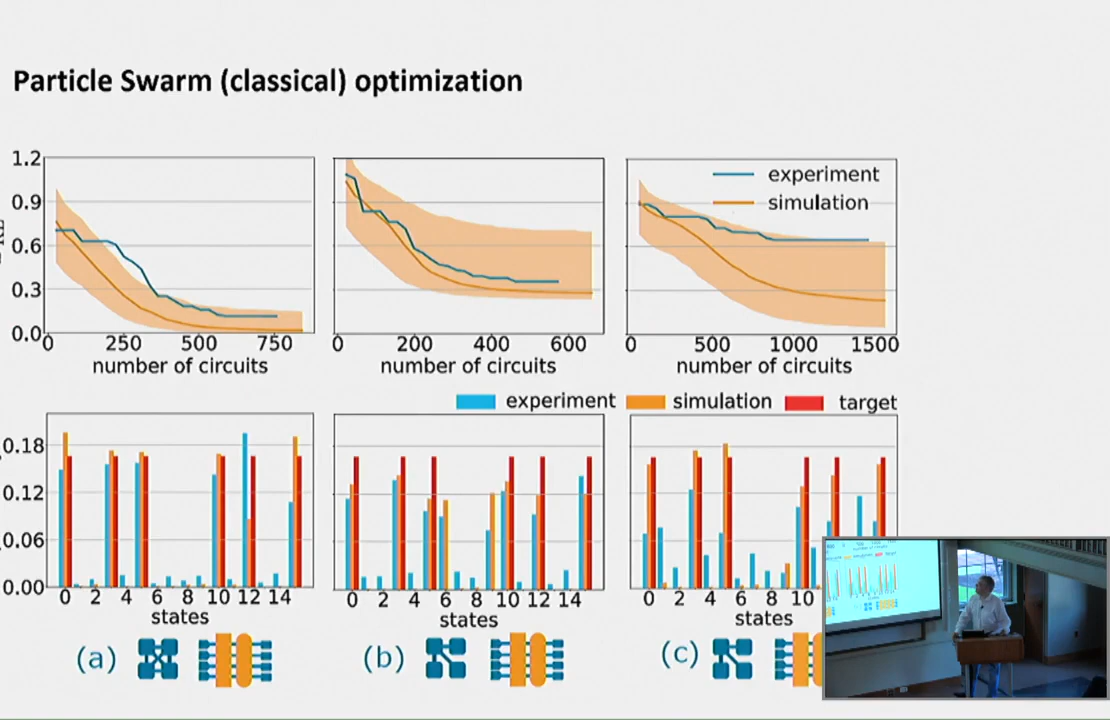 Particle Swarm (classical) optimization
1.2
0.9
0.6
0.3
0.0
0 250 500 750
number of circuits
0 200 400 600
number of circuits
experiment
simulation
0 500 1000 1500
number of circuits
experiment simulation target
0.18
0.12
0.06
0.00
0 2 4 6 8 10 12 14
states
0 2 4 6 8 10 12 14
states
0 2 4 6 8 10
states
(a)
(b)
(c)